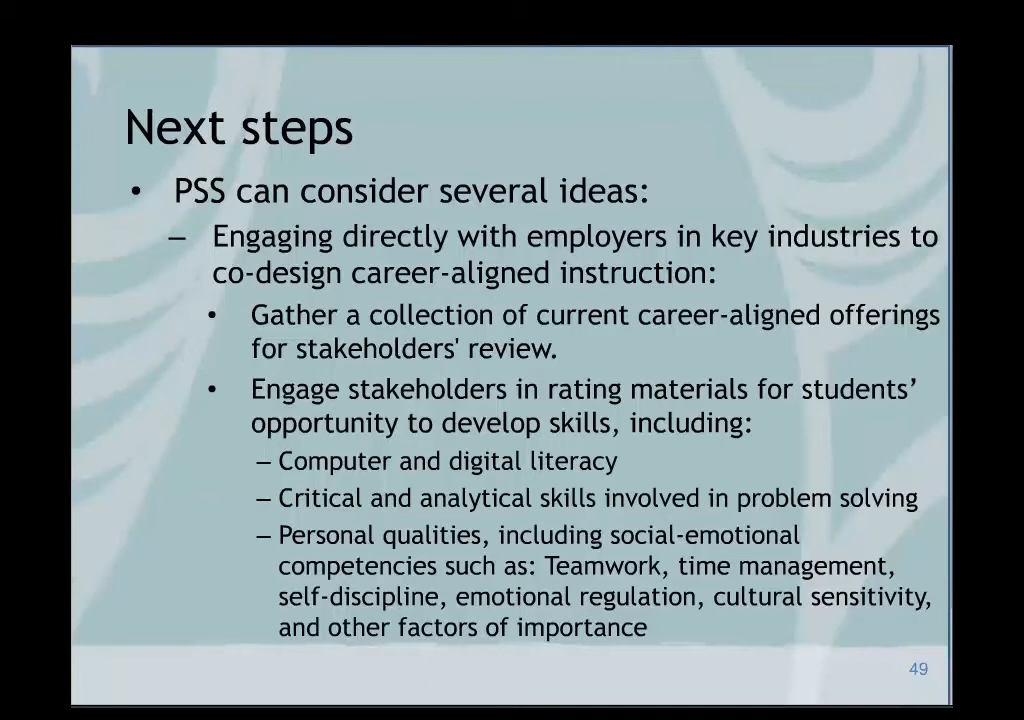 Next steps
• PSS can consider several ideas:
– Engaging directly with employers in key industries to
co-design career-aligned instruction:
• Gather a collection of current career-aligned offerings
for stakeholders' review.
• Engage stakeholders in rating materials for students’
opportunity to develop skills, including:
– Computer and digital literacy
– Critical and analytical skills involved in problem solving
– Personal qualities, including social-emotional
competencies such as: Teamwork, time management,
self-discipline, emotional regulation, cultural sensitivity,
and other factors of importance
49